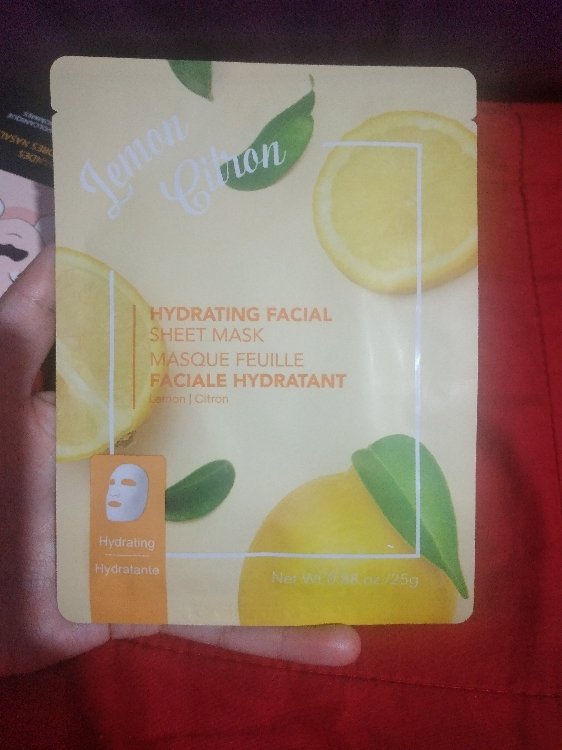 Lemon
Citron
HYDRATING FACIAL
SHEET MASK
MASQUE FEUILLE
FACIALE HYDRATANT
Lemon | Citron
Hydrating
Hydratante
Net Wt 0.88 oz./25g